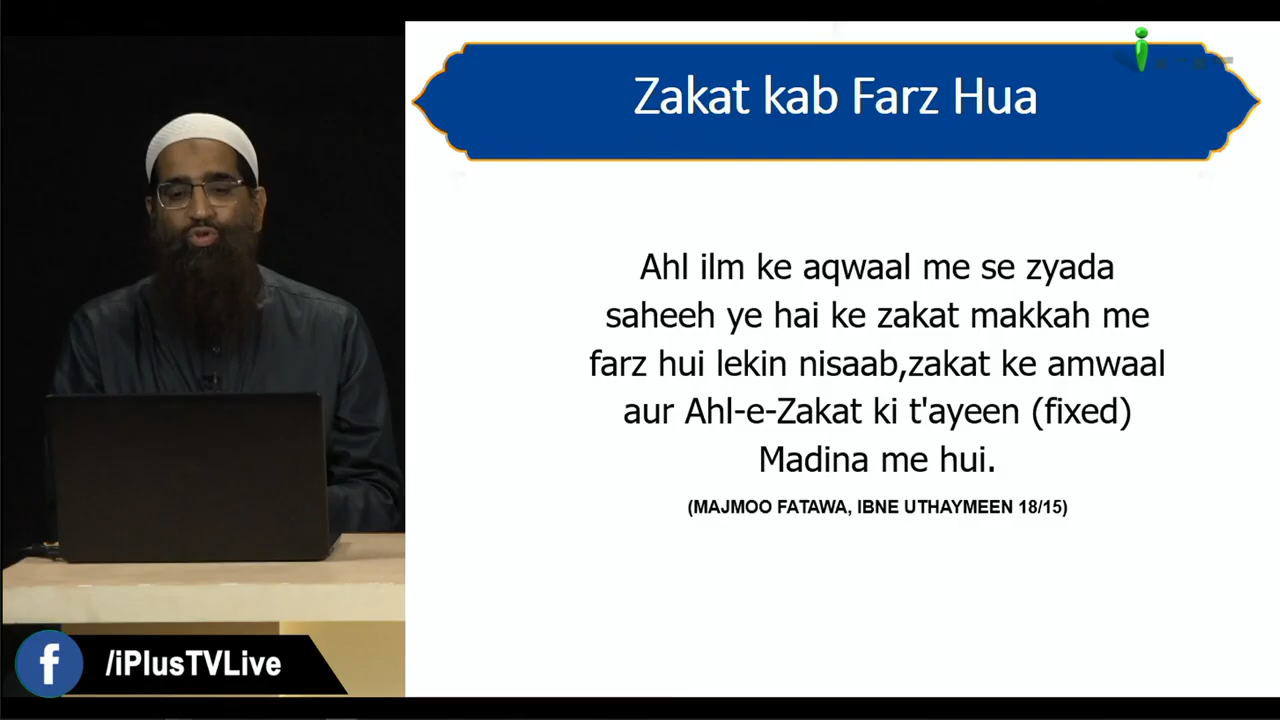 Zakat kab Farz Hua
Ahl ilm ke aqwaal me se zyada
saheeh ye hai ke zakat makkah me
farz hui lekin nisaab,zakat ke amwaal
aur Ahl-e-Zakat ki t'ayeen (fixed)
Madina me hui.
(MAJMOO FATAWA, IBNE UTHAYMEEN 18/15)
f /iPlusTVLive